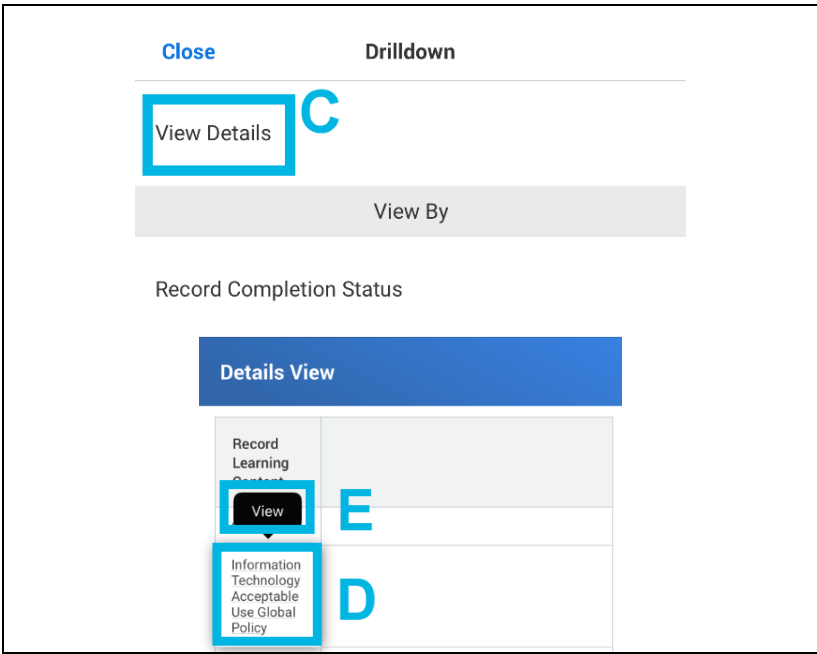 Close
Drilldown
View Details
C
View By
Record Completion Status
Details View
Record
Learning
Content
View
E
Information
Technology
Acceptable
Use Global
Policy
D